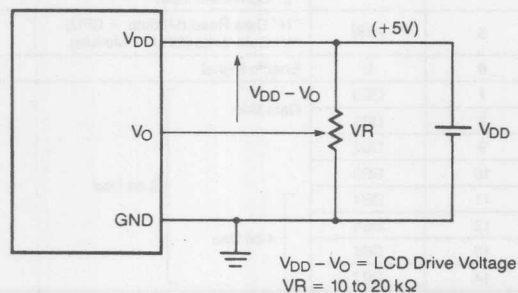 VDD
(+5V)
VDD – VO
VO
VR
VDD
GND
VDD – VO = LCD Drive Voltage
VR = 10 to 20 kΩ